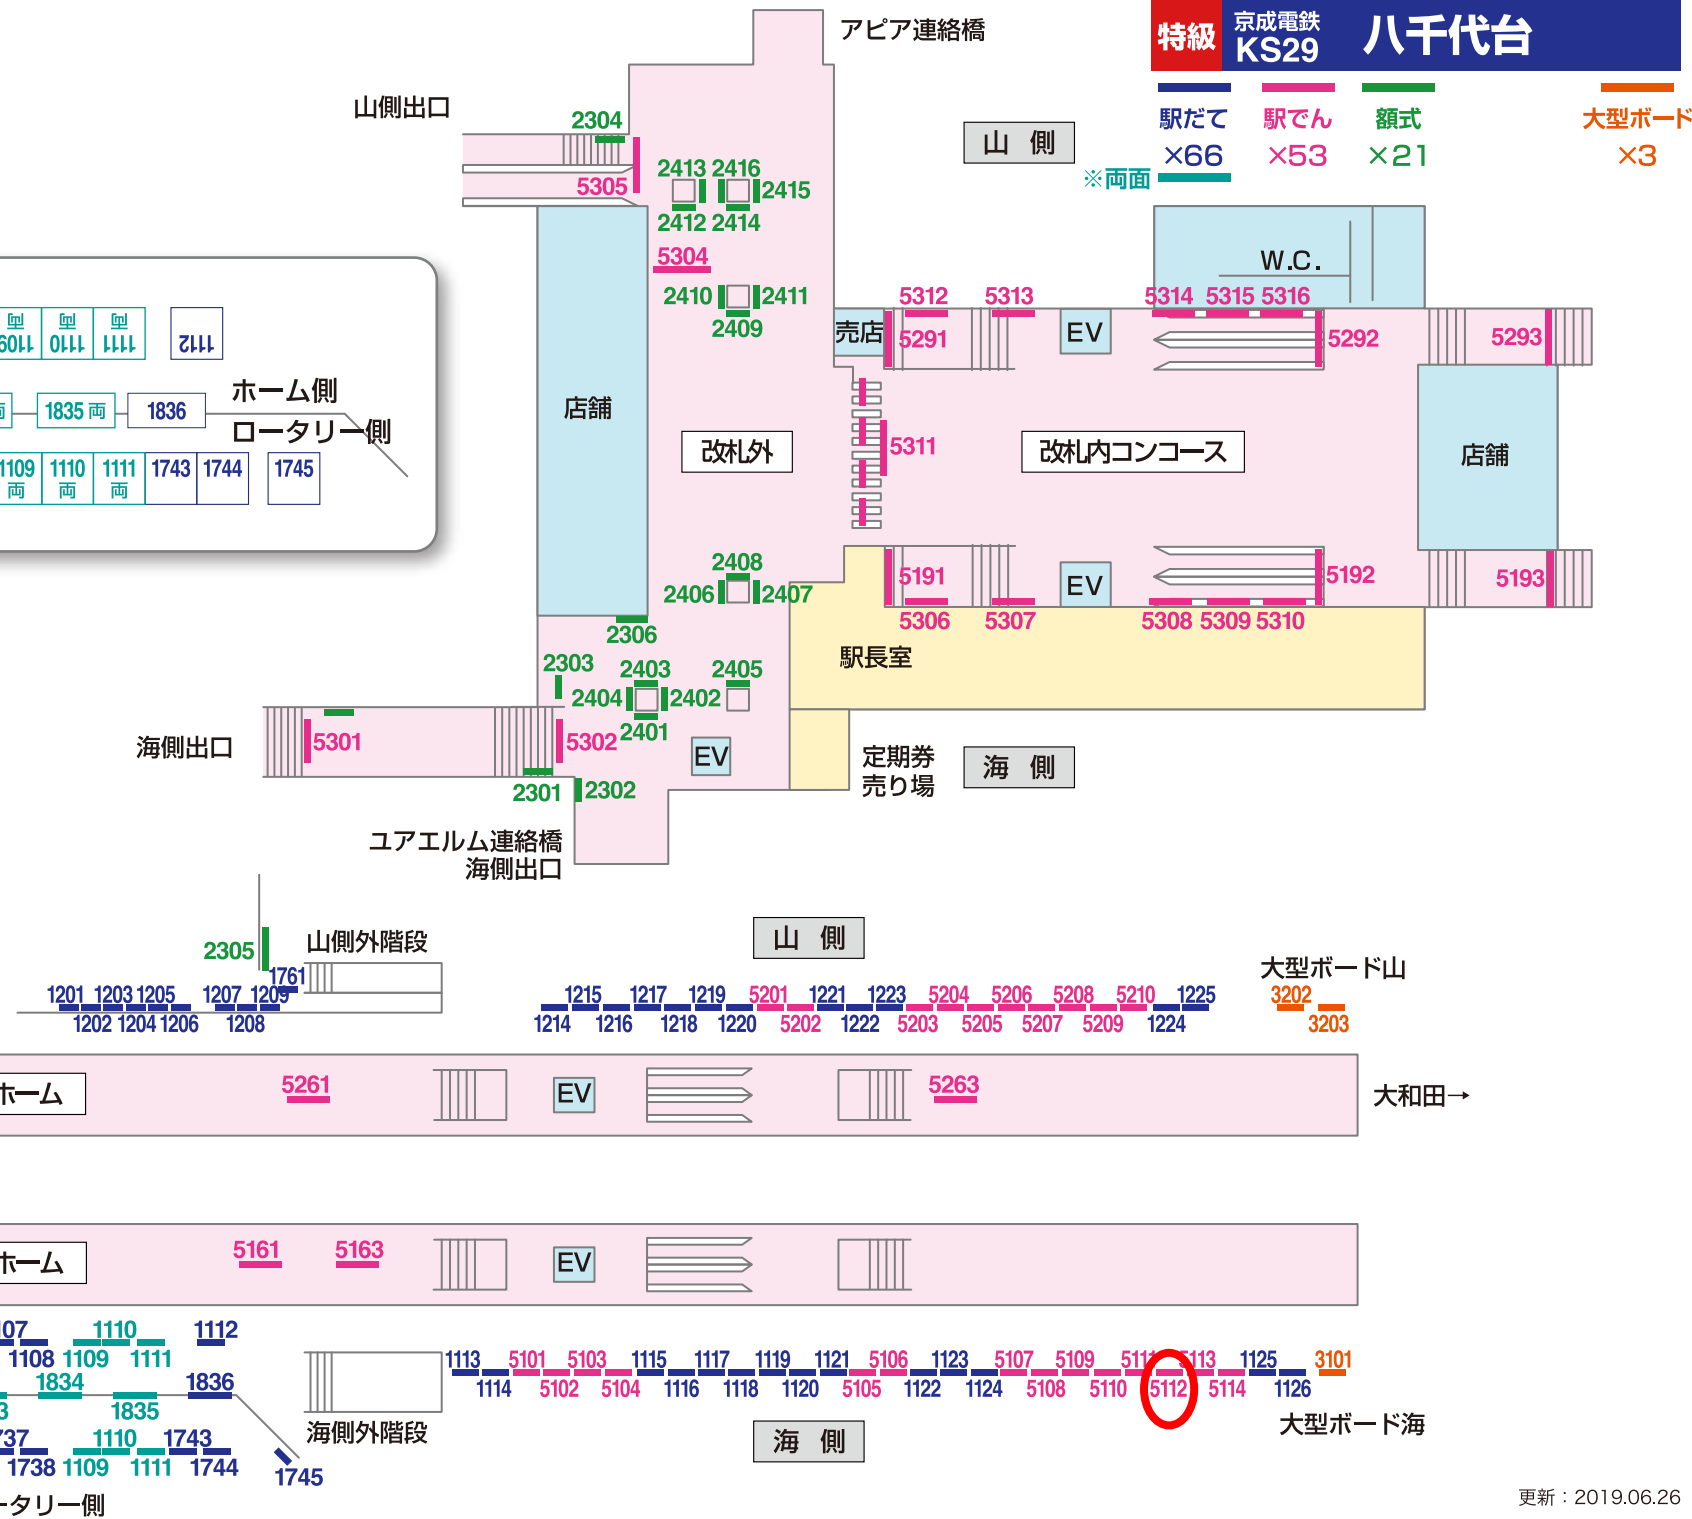 アピア連絡橋
特級
京成電鉄
KS29
八千代台
駅だて
×66
駅でん
×53
額式
×21
大型ボード
×3
※両面
山側出口
山 側
2304
5305
2413 2416
2415
2412 2414
5304
2410 2411
2409
W.C.
5312 5313 5314 5315 5316
売店
5291
EV
5292
5293
1110
1111
1112
ホーム側
1835 両
1836
ロータリー側
1109
両
1110
両
1111
両
1743
1744
1745
店舗
改札外
5311
改札内コンコース
店舗
2408
2406 2407
5191
EV
5192
5193
5306 5307 5308 5309 5310
2306
駅長室
2303
2403 2405
2404 2402
2401
5301
5302
EV
海側出口
定期券
売り場
海 側
2301
2302
ユアエルム連絡橋
海側出口
2305
山側外階段
山 側
大型ボード山
1761
1201 1203 1205 1207 1209
1202 1204 1206 1208
1215 1217 1219 5201 1221 1223 5204 5206 5208 5210 1225
1214 1216 1218 1220 5202 1222 5203 5205 5207 5209 1224
3202
3203
ホーム
5261
EV
5263
大和田→
ホーム
5161 5163
EV
1110 1112
1108 1109 1111
1834 1836
1835
1110 1743
1738 1109 1111 1744
1745
ータリー側
海側外階段
1113 5101 5103 1115 1117 1119 1121 5106 1123 5107 5109 5111 5113 1125 3101
1114 5102 5104 1116 1118 1120 5105 1122 1124 5108 5110 5112 5114 1126
海 側
大型ボード海
更新：2019.06.26